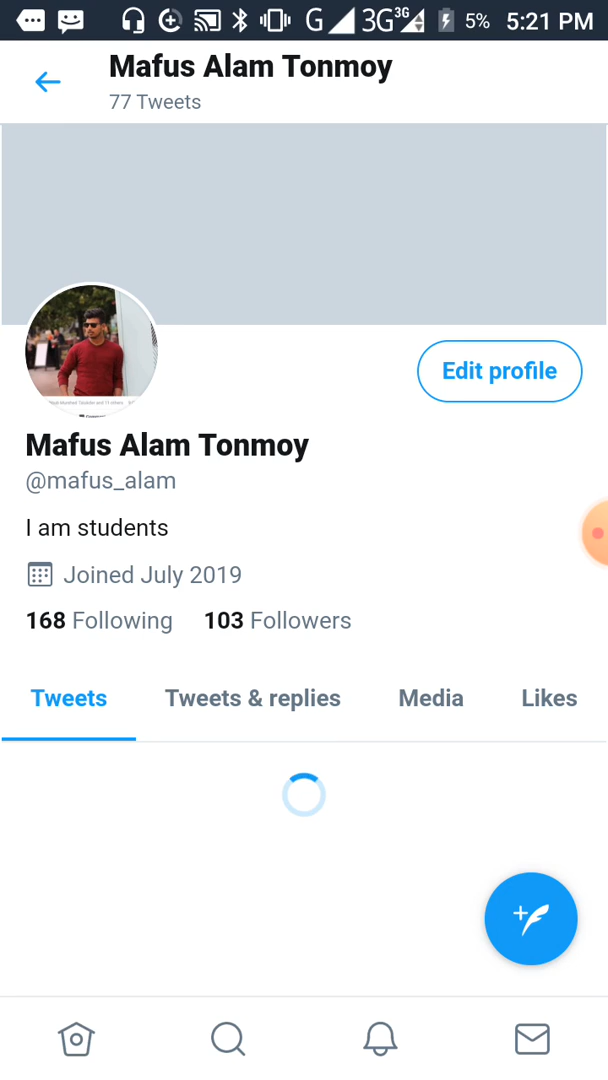 G 3G 3G 5% 5:21 PM
Mafus Alam Tonmoy
77 Tweets
Edit profile
Mafus Alam Tonmoy
@mafus_alam
I am students
Joined July 2019
168 Following 103 Followers
Tweets Tweets & replies Media Likes